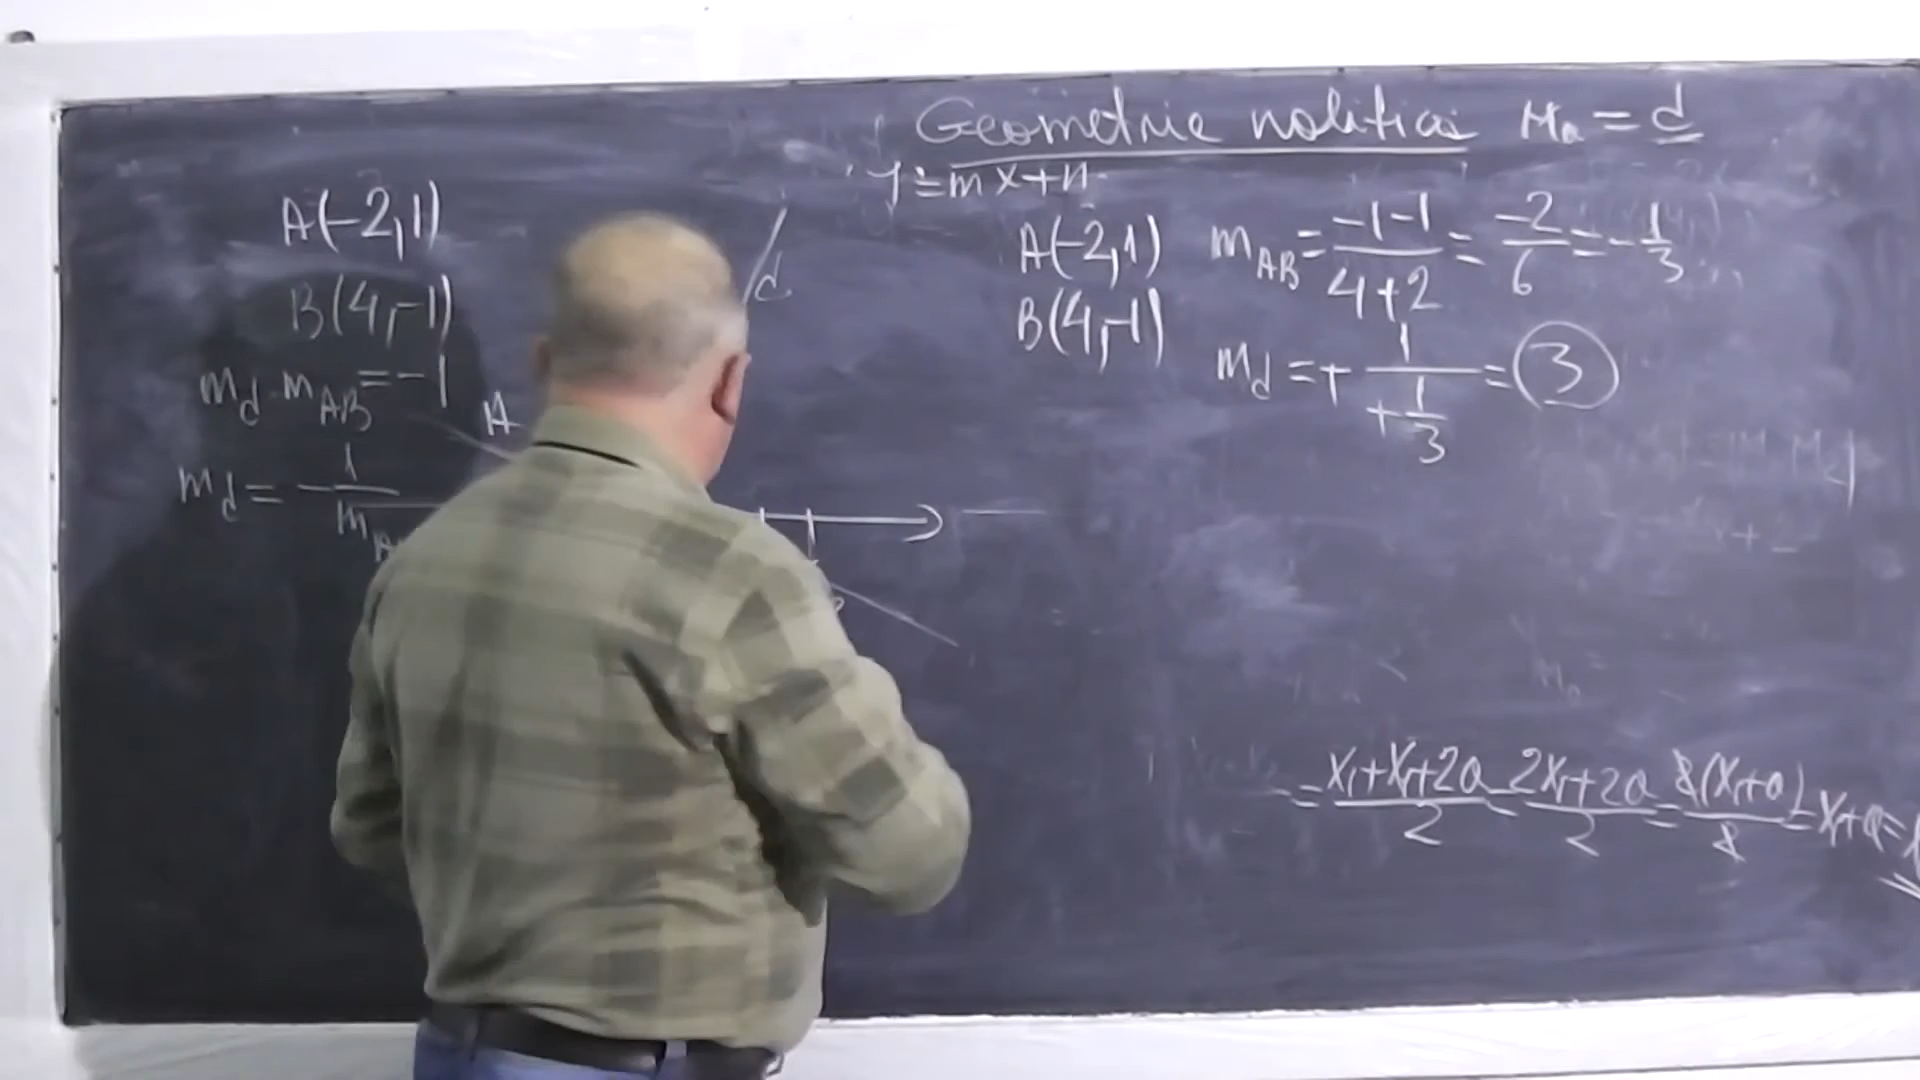 Geometrie nalitică M_a = d
y = mx+n
A(-2,1)
B(4,-1)
m_d · m_AB = -1
m_d = - 1/m_AB
A
d
A(-2,1) m_AB = (-1-1)/(4+2) = -2/6 = -1/3
B(4,-1)
m_d = + 1/(+1/3) = 3
= (x₁+x₁+2a)/2 = (2x₁+2a)/2 = 2(x₁+a)/2 = x₁+a =